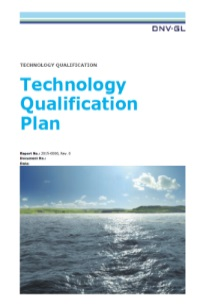 DNV·GL
TECHNOLOGY QUALIFICATION
Technology
Qualification
Plan
Report No.: 2015-0000, Rev. 0
Document No.:
Date: